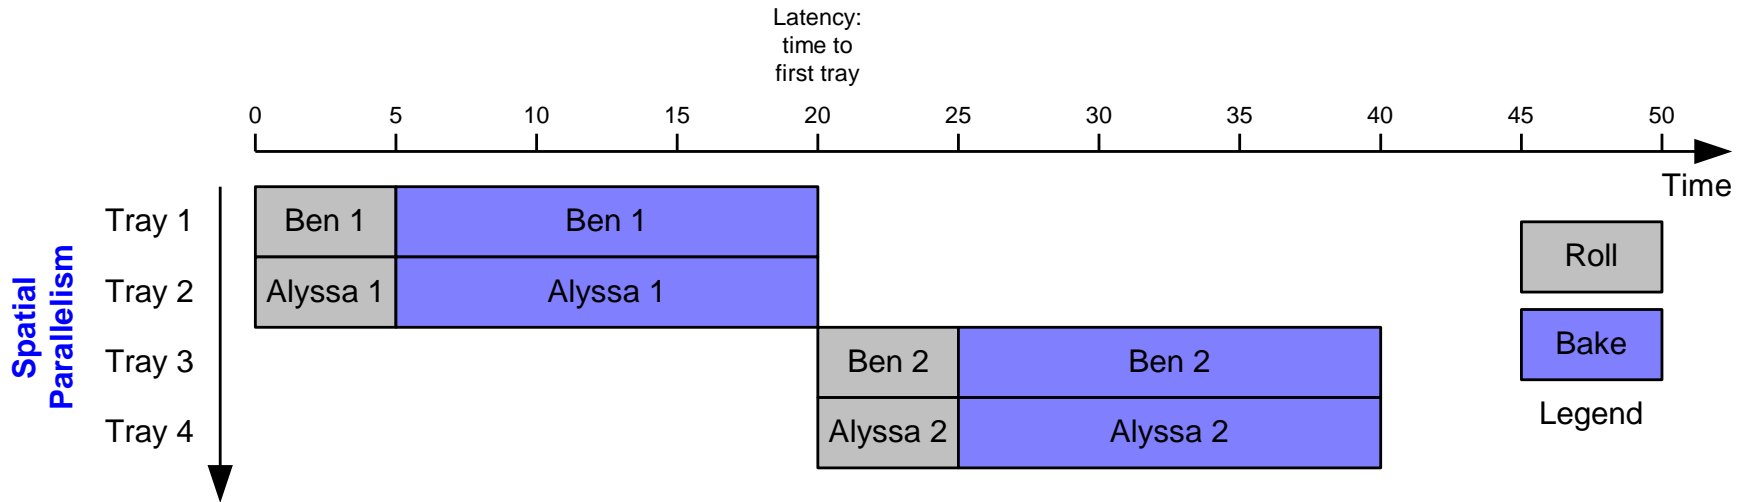 Latency:
time to
first tray
0 5 10 15 20 25 30 35 40 45 50
Time
Spatial
Parallelism
Tray 1 Ben 1 Ben 1
Tray 2 Alyssa 1 Alyssa 1
Tray 3 Ben 2 Ben 2
Tray 4 Alyssa 2 Alyssa 2
Roll
Bake
Legend